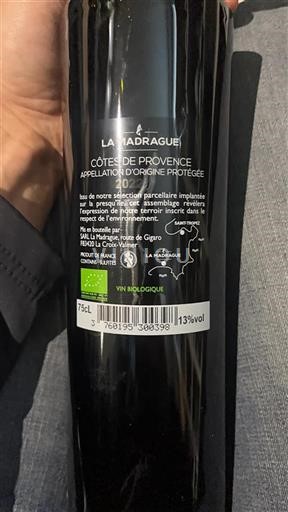 LA MADRAGUE
CÔTES DE PROVENCE
APPELLATION D'ORIGINE PROTÉGÉE
2022
Issu de notre sélection parcellaire implantée
sur la presqu'île, cet assemblage révèlera
l'expression de notre terroir inscrit dans le
respect de l'environnement.
Mis en bouteille par
SARL La Madrague, route de Gigaro
F83420 La Croix-Valmer
PRODUIT DE FRANCE
CONTAINS SULFITES
SAINT-TROPEZ
LA MADRAGUE
VIN BIOLOGIQUE
75cL
3 760195 300398
13%vol